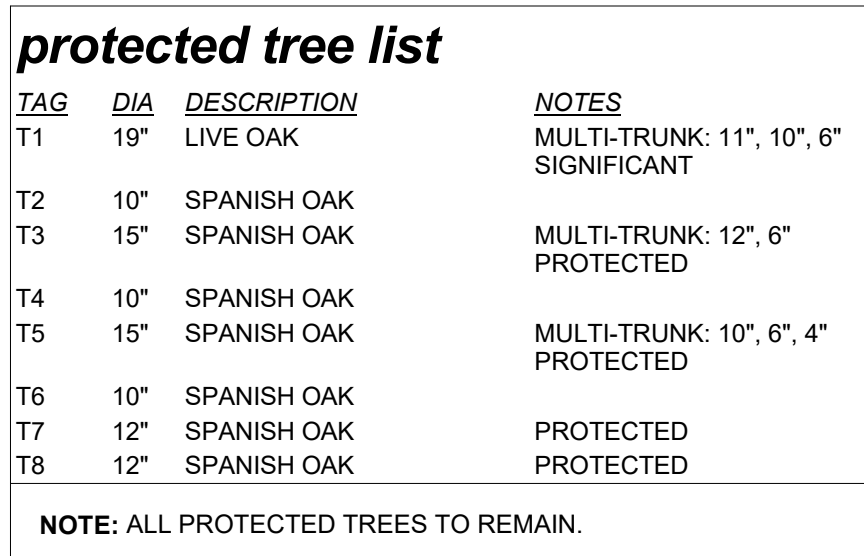 protected tree list
TAG DIA DESCRIPTION NOTES
T1 19" LIVE OAK MULTI-TRUNK: 11", 10", 6"
SIGNIFICANT
T2 10" SPANISH OAK
T3 15" SPANISH OAK MULTI-TRUNK: 12", 6"
PROTECTED
T4 10" SPANISH OAK
T5 15" SPANISH OAK MULTI-TRUNK: 10", 6", 4"
PROTECTED
T6 10" SPANISH OAK
T7 12" SPANISH OAK PROTECTED
T8 12" SPANISH OAK PROTECTED
NOTE: ALL PROTECTED TREES TO REMAIN.